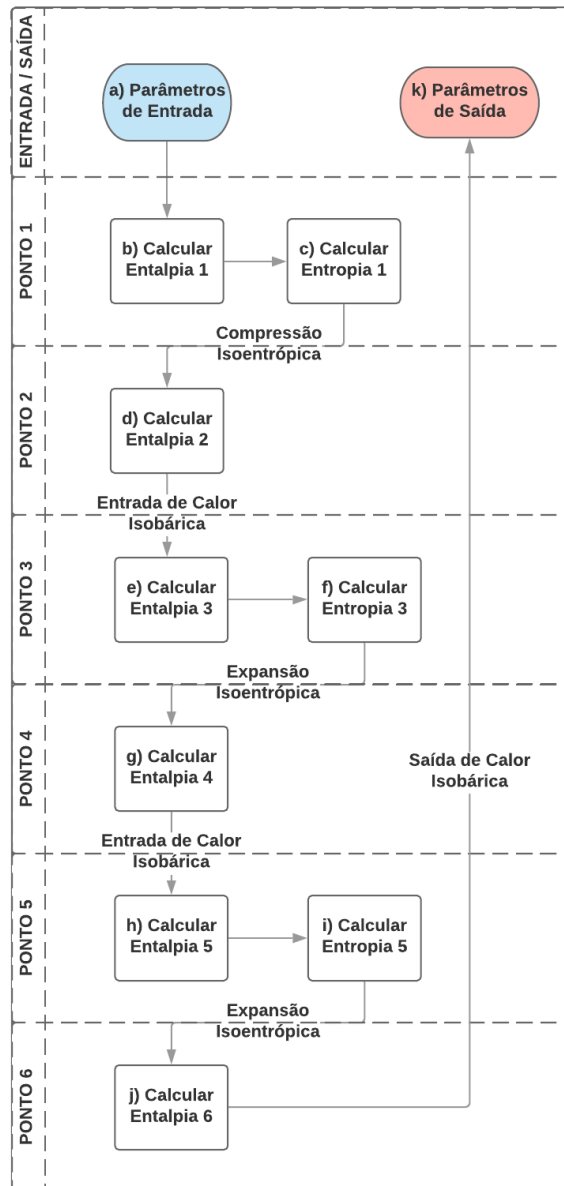 ENTRADA / SAÍDA
a) Parâmetros
de Entrada
k) Parâmetros
de Saída
PONTO 1
b) Calcular
Entalpia 1
c) Calcular
Entropia 1
Compressão
Isoentrópica
PONTO 2
d) Calcular
Entalpia 2
Entrada de Calor
Isobárica
PONTO 3
e) Calcular
Entalpia 3
f) Calcular
Entropia 3
Expansão
Isoentrópica
PONTO 4
g) Calcular
Entalpia 4
Saída de Calor
Isobárica
Entrada de Calor
Isobárica
PONTO 5
h) Calcular
Entalpia 5
i) Calcular
Entropia 5
Expansão
Isoentrópica
PONTO 6
j) Calcular
Entalpia 6